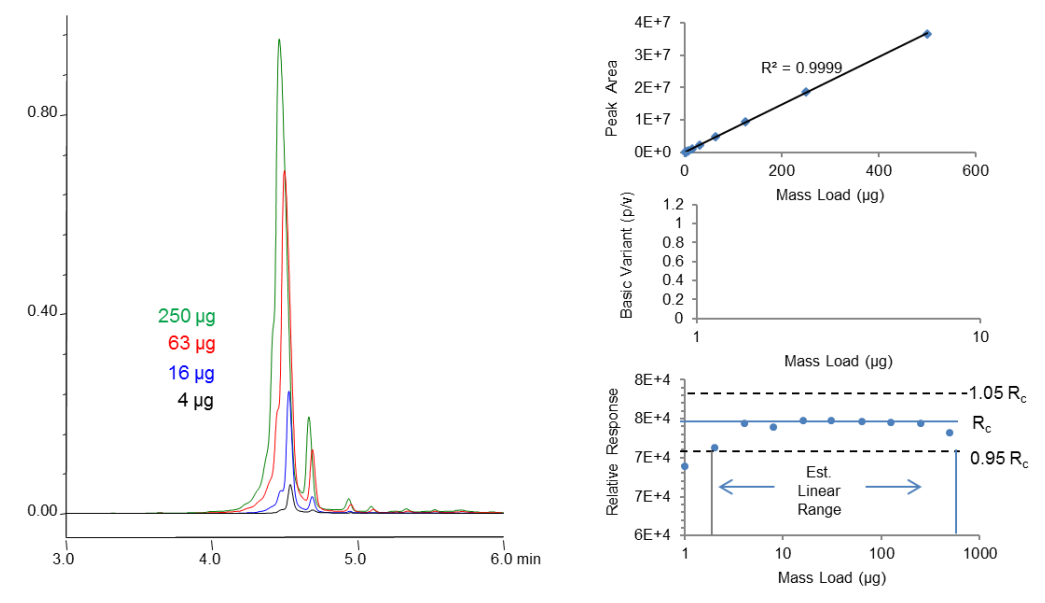 0.80
0.40
0.00
250 µg
63 µg
16 µg
4 µg
3.0
4.0
5.0
6.0 min
Peak Area
4E+7
3E+7
2E+7
1E+7
0E+0
R² = 0.9999
0
200
400
600
Mass Load (µg)
Basic Variant (p/v)
1.2
1
0.8
0.6
0.4
0.2
0
1
10
Mass Load (µg)
Relative Response
8E+4
8E+4
7E+4
7E+4
6E+4
1.05 Rc
Rc
0.95 Rc
Est.
Linear
Range
1
10
100
1000
Mass Load (µg)